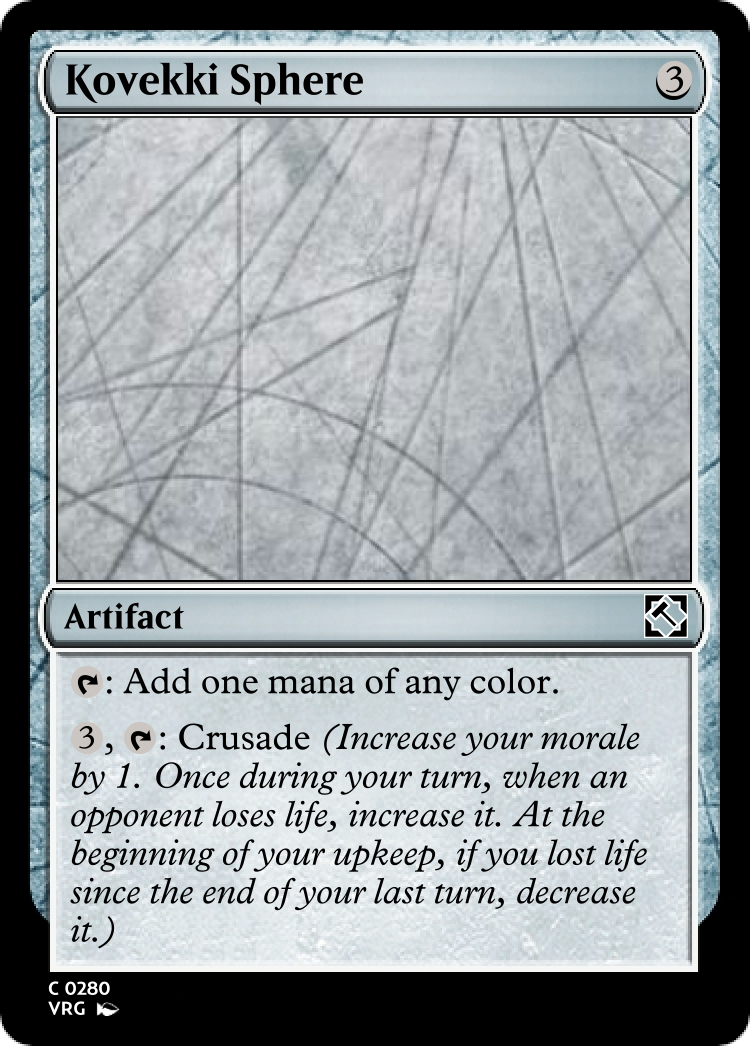 Kovekki Sphere 3
Artifact
: Add one mana of any color.
3, : Crusade (Increase your morale
by 1. Once during your turn, when an
opponent loses life, increase it. At the
beginning of your upkeep, if you lost life
since the end of your last turn, decrease
it.)
C 0280
VRG